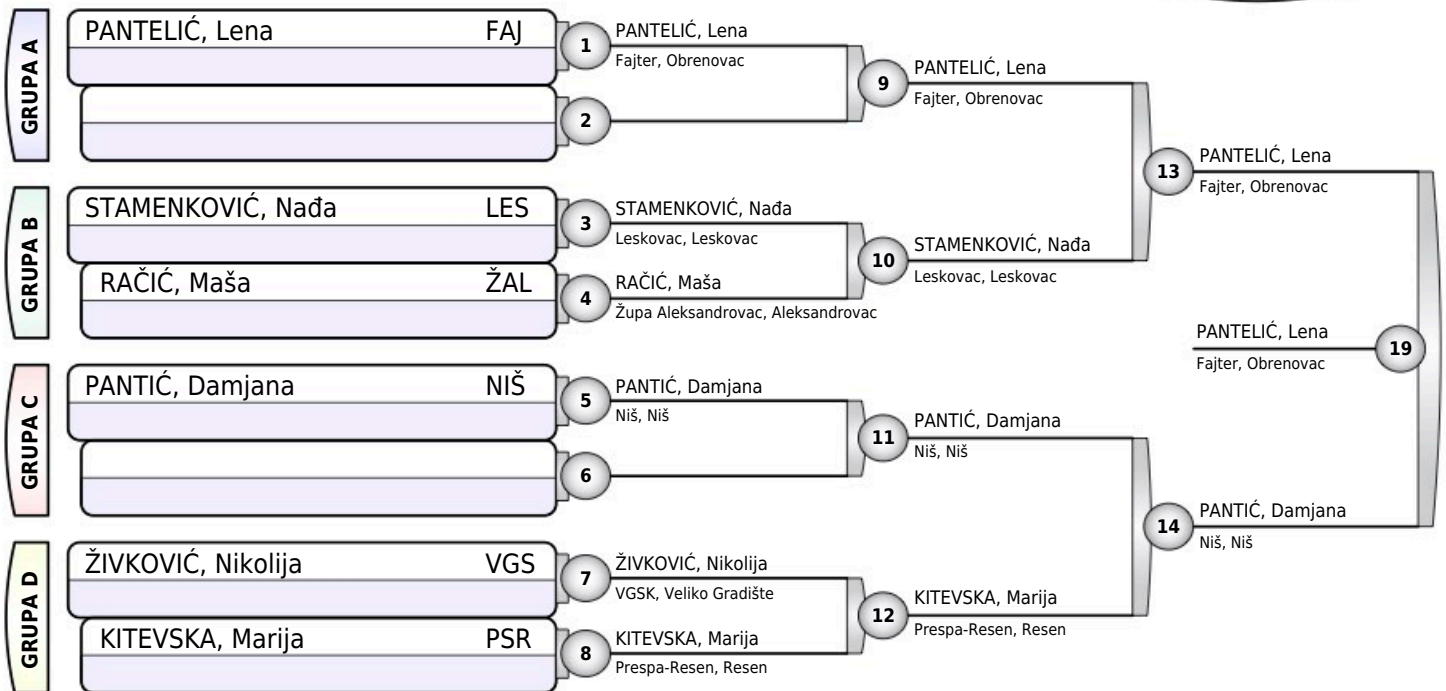 GRUPA A
PANTELIĆ, Lena FAJ
1
PANTELIĆ, Lena
Fajter, Obrenovac
2
9
PANTELIĆ, Lena
Fajter, Obrenovac
GRUPA B
STAMENKOVIĆ, Nađa LES
RAČIĆ, Maša ŽAL
3
STAMENKOVIĆ, Nađa
Leskovac, Leskovac
4
RAČIĆ, Maša
Župa Aleksandrovac, Aleksandrovac
10
STAMENKOVIĆ, Nađa
Leskovac, Leskovac
13
PANTELIĆ, Lena
Fajter, Obrenovac
PANTELIĆ, Lena
Fajter, Obrenovac
19
GRUPA C
PANTIĆ, Damjana NIŠ
5
PANTIĆ, Damjana
Niš, Niš
6
11
PANTIĆ, Damjana
Niš, Niš
GRUPA D
ŽIVKOVIĆ, Nikolija VGS
KITEVSKA, Marija PSR
7
ŽIVKOVIĆ, Nikolija
VGSK, Veliko Gradište
8
KITEVSKA, Marija
Prespa-Resen, Resen
12
KITEVSKA, Marija
Prespa-Resen, Resen
14
PANTIĆ, Damjana
Niš, Niš